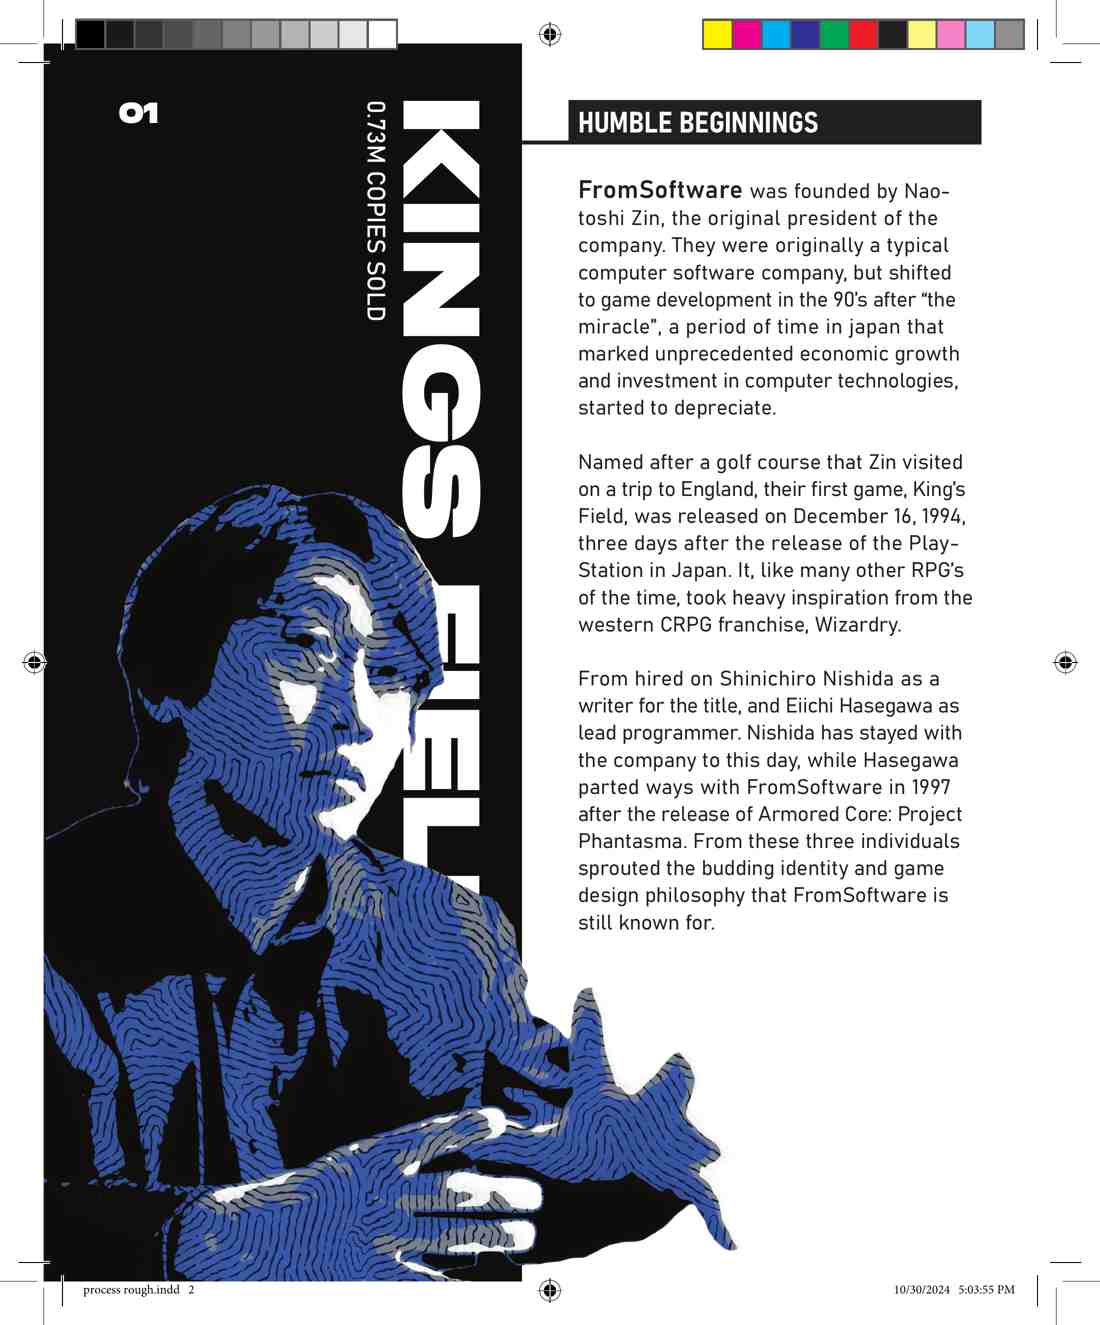 01
0.73M COPIES SOLD
KINGS FIEL
HUMBLE BEGINNINGS
FromSoftware was founded by Nao-
toshi Zin, the original president of the
company. They were originally a typical
computer software company, but shifted
to game development in the 90's after “the
miracle”, a period of time in japan that
marked unprecedented economic growth
and investment in computer technologies,
started to depreciate.
Named after a golf course that Zin visited
on a trip to England, their first game, King's
Field, was released on December 16, 1994,
three days after the release of the Play-
Station in Japan. It, like many other RPG's
of the time, took heavy inspiration from the
western CRPG franchise, Wizardry.
From hired on Shinichiro Nishida as a
writer for the title, and Eiichi Hasegawa as
lead programmer. Nishida has stayed with
the company to this day, while Hasegawa
parted ways with FromSoftware in 1997
after the release of Armored Core: Project
Phantasma. From these three individuals
sprouted the budding identity and game
design philosophy that FromSoftware is
still known for.
process rough.indd 2
10/30/2024 5:03:55 PM